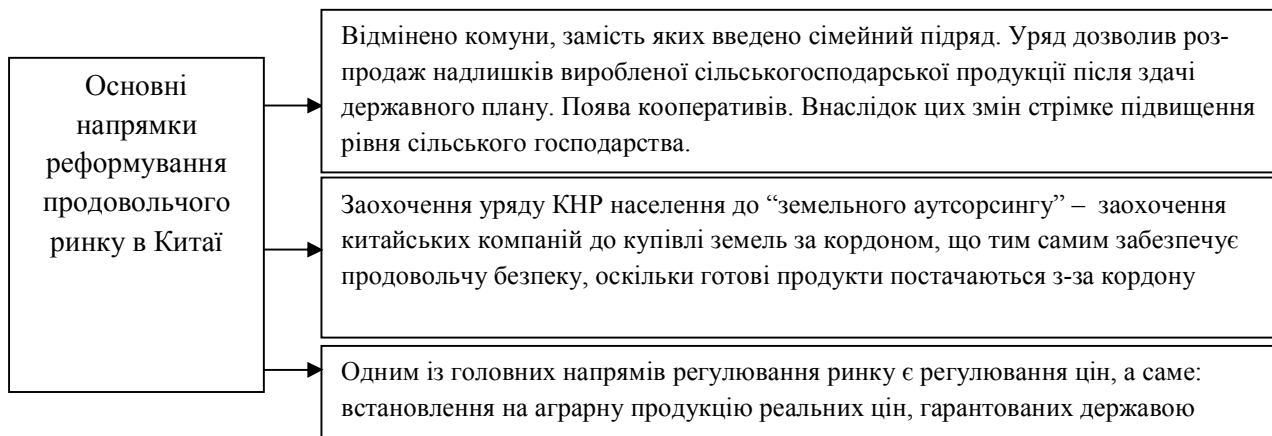 Основні
напрямки
реформування
продовольчого
ринку в Китаї
Відмінено комуни, замість яких введено сімейний підряд. Уряд дозволив роз-
продаж надлишків виробленої сільськогосподарської продукції після здачі
державного плану. Поява кооперативів. Внаслідок цих змін стрімке підвищення
рівня сільського господарства.
Заохочення уряду КНР населення до “земельного аутсорсингу” – заохочення
китайських компаній до купівлі земель за кордоном, що тим самим забезпечує
продовольчу безпеку, оскільки готові продукти постачаються з-за кордону
Одним із головних напрямів регулювання ринку є регулювання цін, а саме:
встановлення на аграрну продукцію реальних цін, гарантованих державою